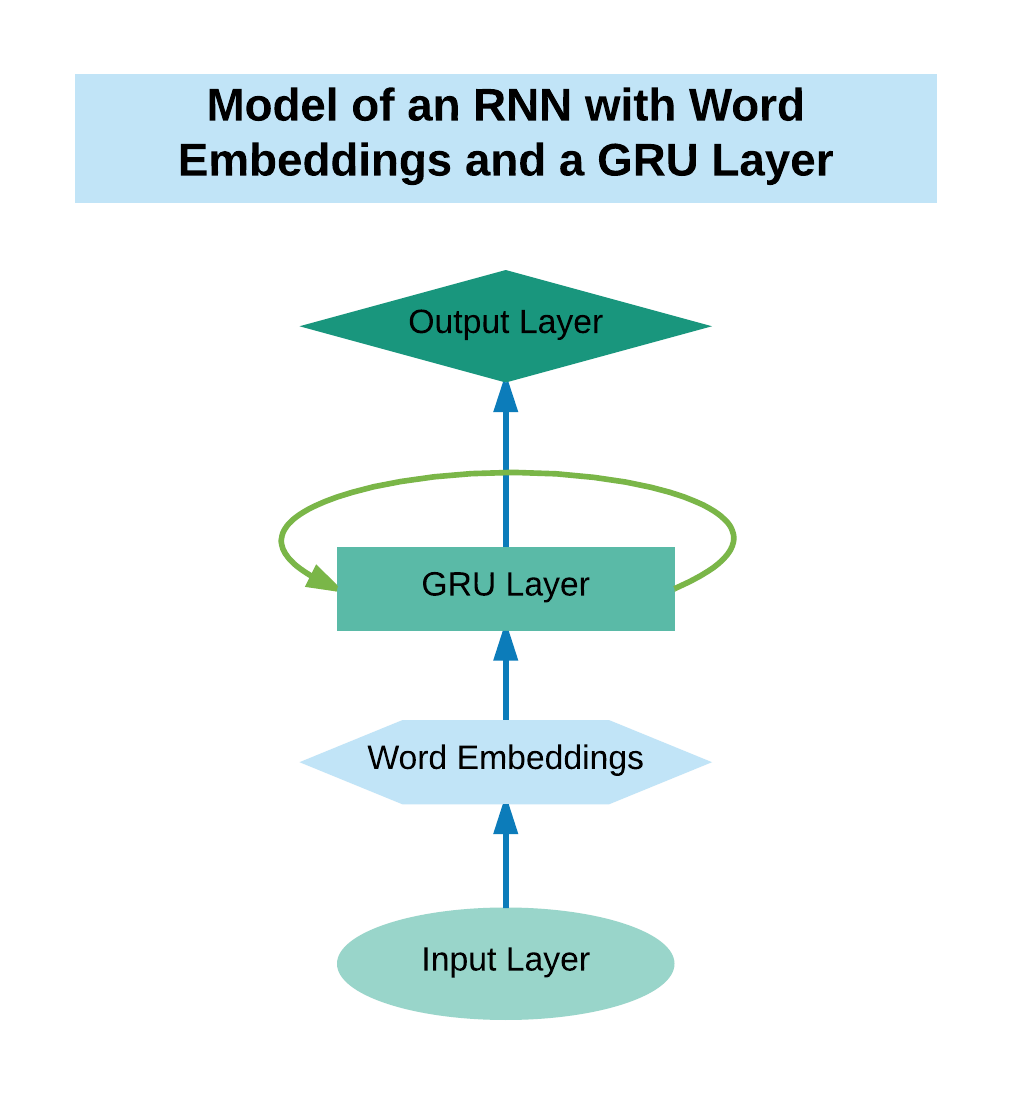 Model of an RNN with Word
Embeddings and a GRU Layer
Output Layer
GRU Layer
Word Embeddings
Input Layer